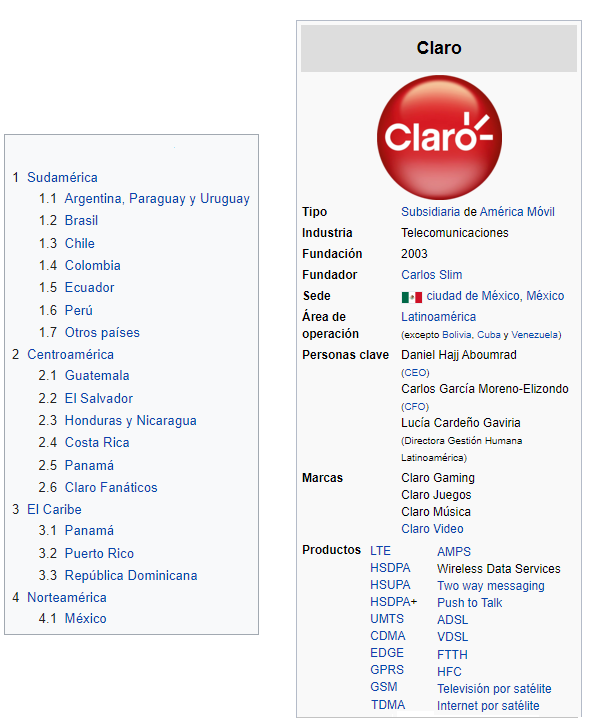 1 Sudamérica
1.1 Argentina, Paraguay y Uruguay
1.2 Brasil
1.3 Chile
1.4 Colombia
1.5 Ecuador
1.6 Perú
1.7 Otros países
2 Centroamérica
2.1 Guatemala
2.2 El Salvador
2.3 Honduras y Nicaragua
2.4 Costa Rica
2.5 Panamá
2.6 Claro Fanáticos
3 El Caribe
3.1 Panamá
3.2 Puerto Rico
3.3 República Dominicana
4 Norteamérica
4.1 México
Claro
Claro
Tipo Subsidiaria de América Móvil
Industria Telecomunicaciones
Fundación 2003
Fundador Carlos Slim
Sede ciudad de México, México
Área de Latinoamérica
operación (excepto Bolivia, Cuba y Venezuela)
Personas clave Daniel Hajj Aboumrad
(CEO)
Carlos García Moreno-Elizondo
(CFO)
Lucía Cardeño Gaviria
(Directora Gestión Humana
Latinoamérica)
Marcas Claro Gaming
Claro Juegos
Claro Música
Claro Video
Productos LTE AMPS
HSDPA Wireless Data Services
HSUPA Two way messaging
HSDPA+ Push to Talk
UMTS ADSL
CDMA VDSL
EDGE FTTH
GPRS HFC
GSM Televisión por satélite
TDMA Internet por satélite